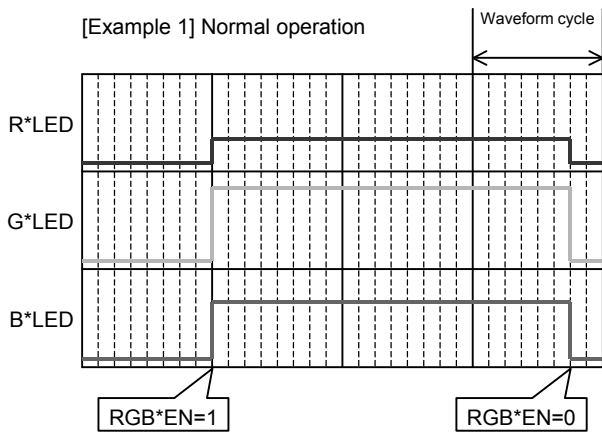 [Example 1] Normal operation
Waveform cycle
R*LED
G*LED
B*LED
RGB*EN=1
RGB*EN=0